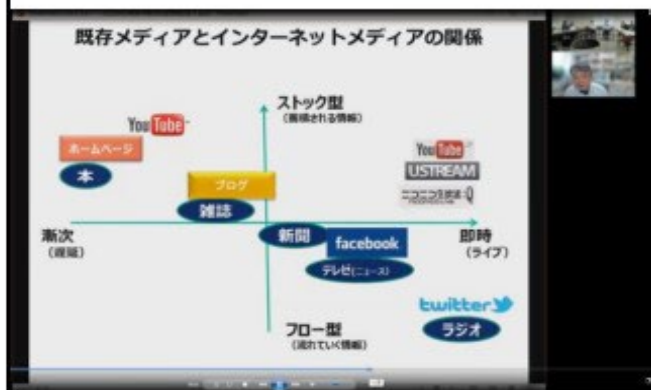 既存メディアとインターネットメディアの関係
ストック型
(蓄積される情報)
YouTube
ホームページ
本
YouTube
USTREAM
ニコニコ生放送
ブログ
雑誌
漸次
(遅延)
新聞
facebook
テレビ(ニュース)
即時
(ライブ)
twitter
ラジオ
フロー型
(流れていく情報)